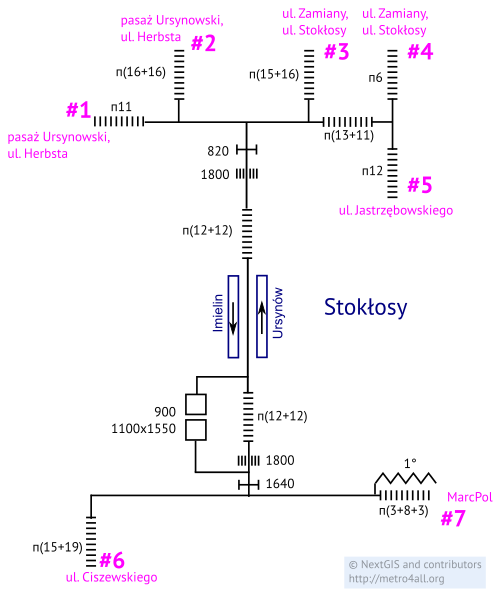 pasaż Ursynowski,
ul. Herbsta
#2
ul. Zamiany,
ul. Stokłosy
#3
ul. Zamiany,
ul. Stokłosy
#4
п(16+16)
п(15+16)
п6
#1
п11
pasaż Ursynowski,
ul. Herbsta
п(13+11)
820
1800
п12
#5
ul. Jastrzębowskiego
п(12+12)
Imielin
Ursynów
Stokłosy
900
1100x1550
п(12+12)
1800
1640
1°
MarcPol
п(3+8+3)
#7
п(15+19)
#6
ul. Ciszewskiego
© NextGIS and contributors
http://metro4all.org